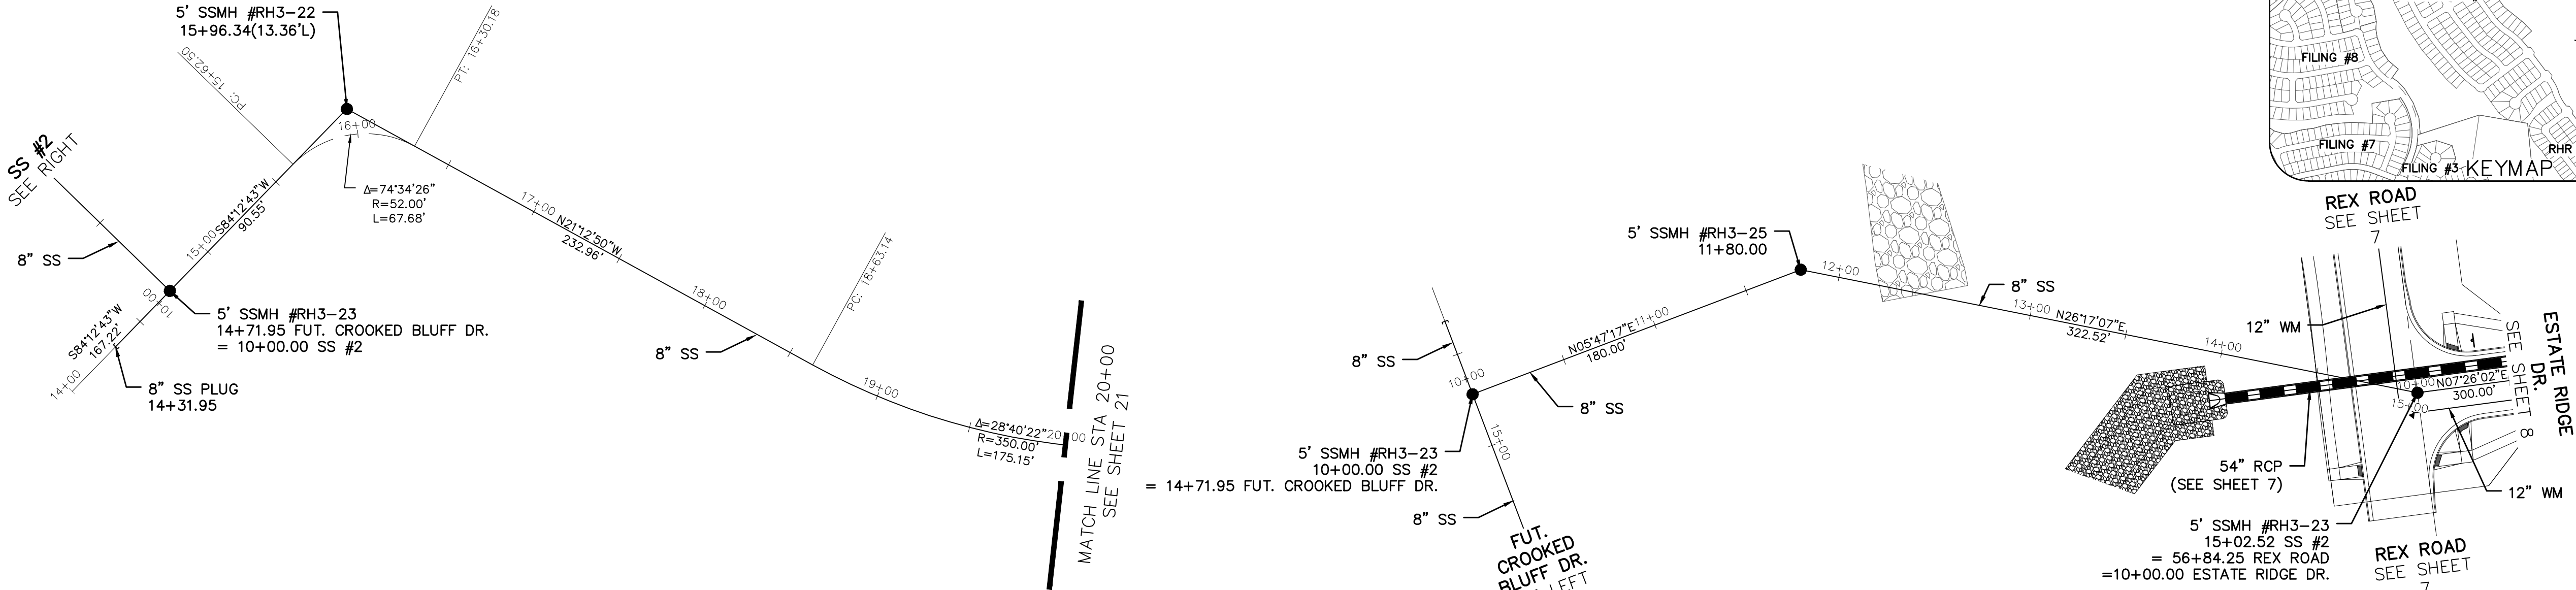 5' SSMH #RH3-22
15+96.34(13.36'L)
PC: 15+62.50
PT: 16+30.18
16+00
Δ=74°34'26"
R=52.00'
L=67.68'
SS #2
SEE RIGHT
8" SS
S84°12'43"W
90.55'
15+00
10+00
S84°12'43"W
167.22'
14+00
5' SSMH #RH3-23
14+71.95 FUT. CROOKED BLUFF DR.
= 10+00.00 SS #2
8" SS PLUG
14+31.95
17+00
N21°12'50"W
232.96'
18+00
8" SS
PC: 18+63.14
19+00
Δ=28°40'22"
R=350.00'
L=175.15'
20+00
MATCH LINE STA 20+00
SEE SHEET 21
8" SS
10+00
N05°47'17"E
180.00'
11+00
8" SS
5' SSMH #RH3-25
11+80.00
12+00
8" SS
13+00
N26°17'07"E
322.52'
14+00
5' SSMH #RH3-23
10+00.00 SS #2
= 14+71.95 FUT. CROOKED BLUFF DR.
15+00
8" SS
FUT.
CROOKED
BLUFF DR.
LEFT
FILING #8
FILING #7
FILING #3
RHR
KEYMAP
REX ROAD
SEE SHEET
7
12" WM
10+00
15+00
N07°26'02"E
300.00'
ESTATE RIDGE
DR.
SEE SHEET 8
54" RCP
(SEE SHEET 7)
12" WM
5' SSMH #RH3-23
15+02.52 SS #2
= 56+84.25 REX ROAD
=10+00.00 ESTATE RIDGE DR.
REX ROAD
SEE SHEET
7